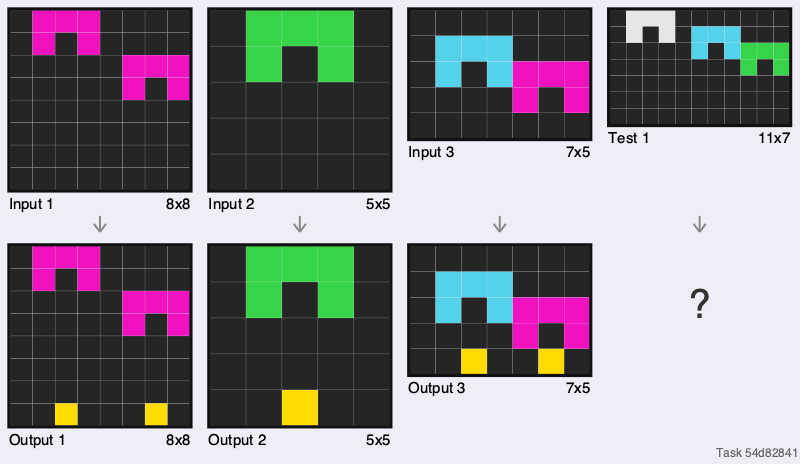 Input 1 8x8
Input 2 5x5
Input 3 7x5
Test 1 11x7
?
Output 1 8x8
Output 2 5x5
Output 3 7x5
Task 54d82841